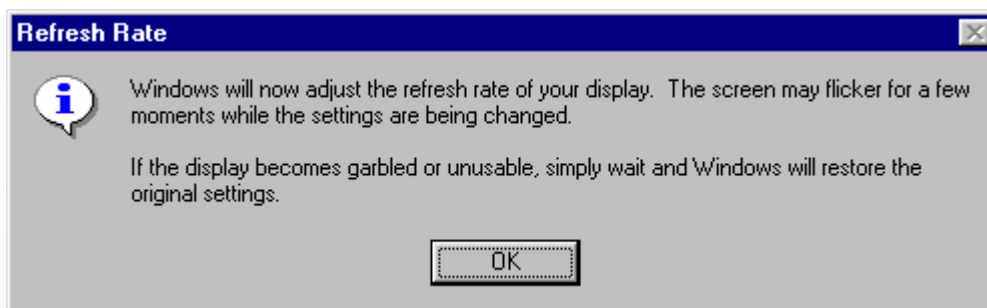 Refresh Rate
Windows will now adjust the refresh rate of your display.  The screen may flicker for a few
moments while the settings are being changed.
If the display becomes garbled or unusable, simply wait and Windows will restore the
original settings.
OK